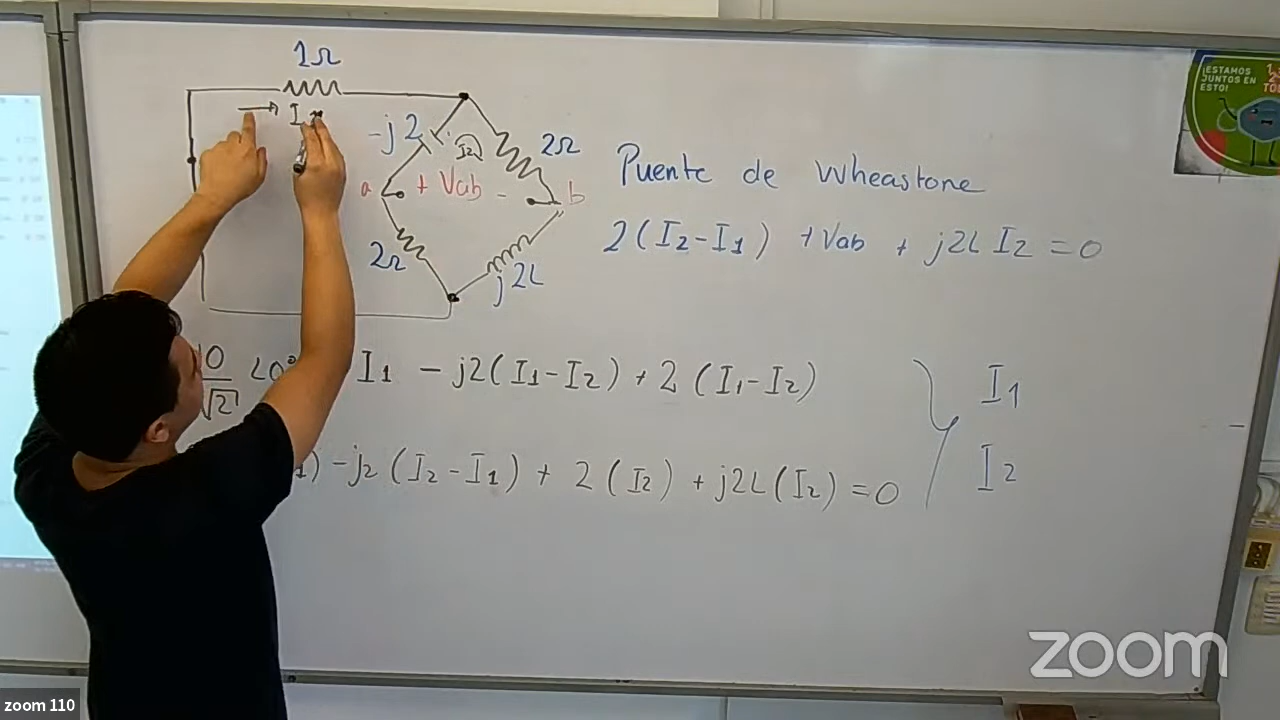 1Ω
I
-j2
I2
2Ω
a + Vab - b
2Ω
j2L
Puente de Wheastone
2(I2-I1) +Vab + j2L I2 = 0
10/√2 ∠0° I1 - j2(I1-I2) + 2 (I1-I2)
1) -j2 (I2-I1) + 2 (I2) + j2L(I2) = 0
I1
I2
¡ESTAMOS
JUNTOS EN
ESTO!
zoom
zoom 110